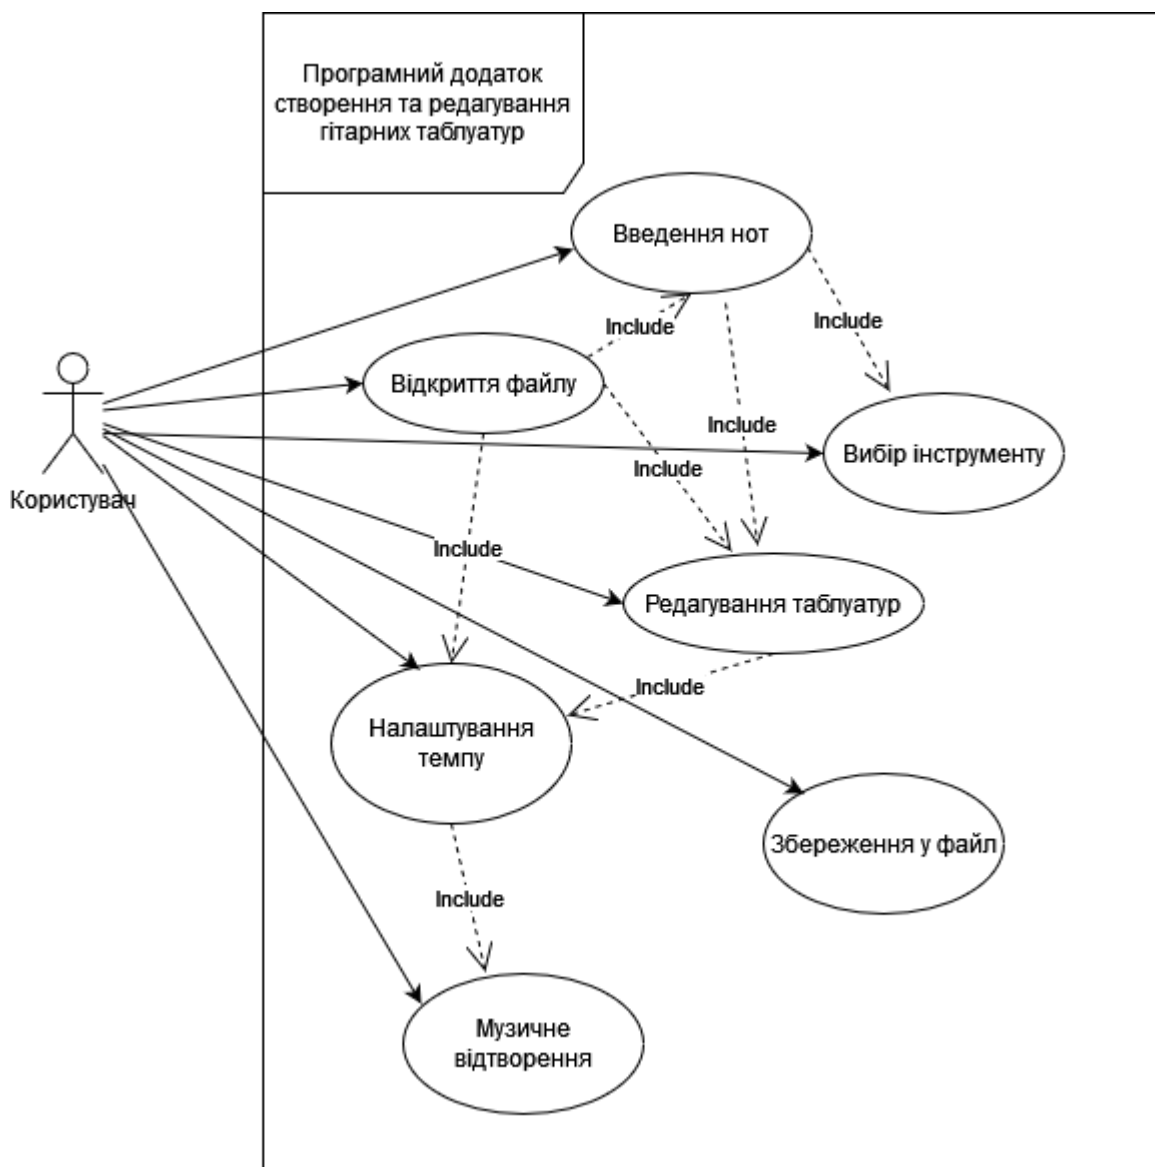 Програмний додаток
створення та редагування
гітарних таблуатур
Введення нот
Include
Include
Відкриття файлу
Include
Вибір інструменту
Include
Користувач
Include
Редагування таблуатур
Include
Налаштування
темпу
Збереження у файл
Include
Музичне
відтворення